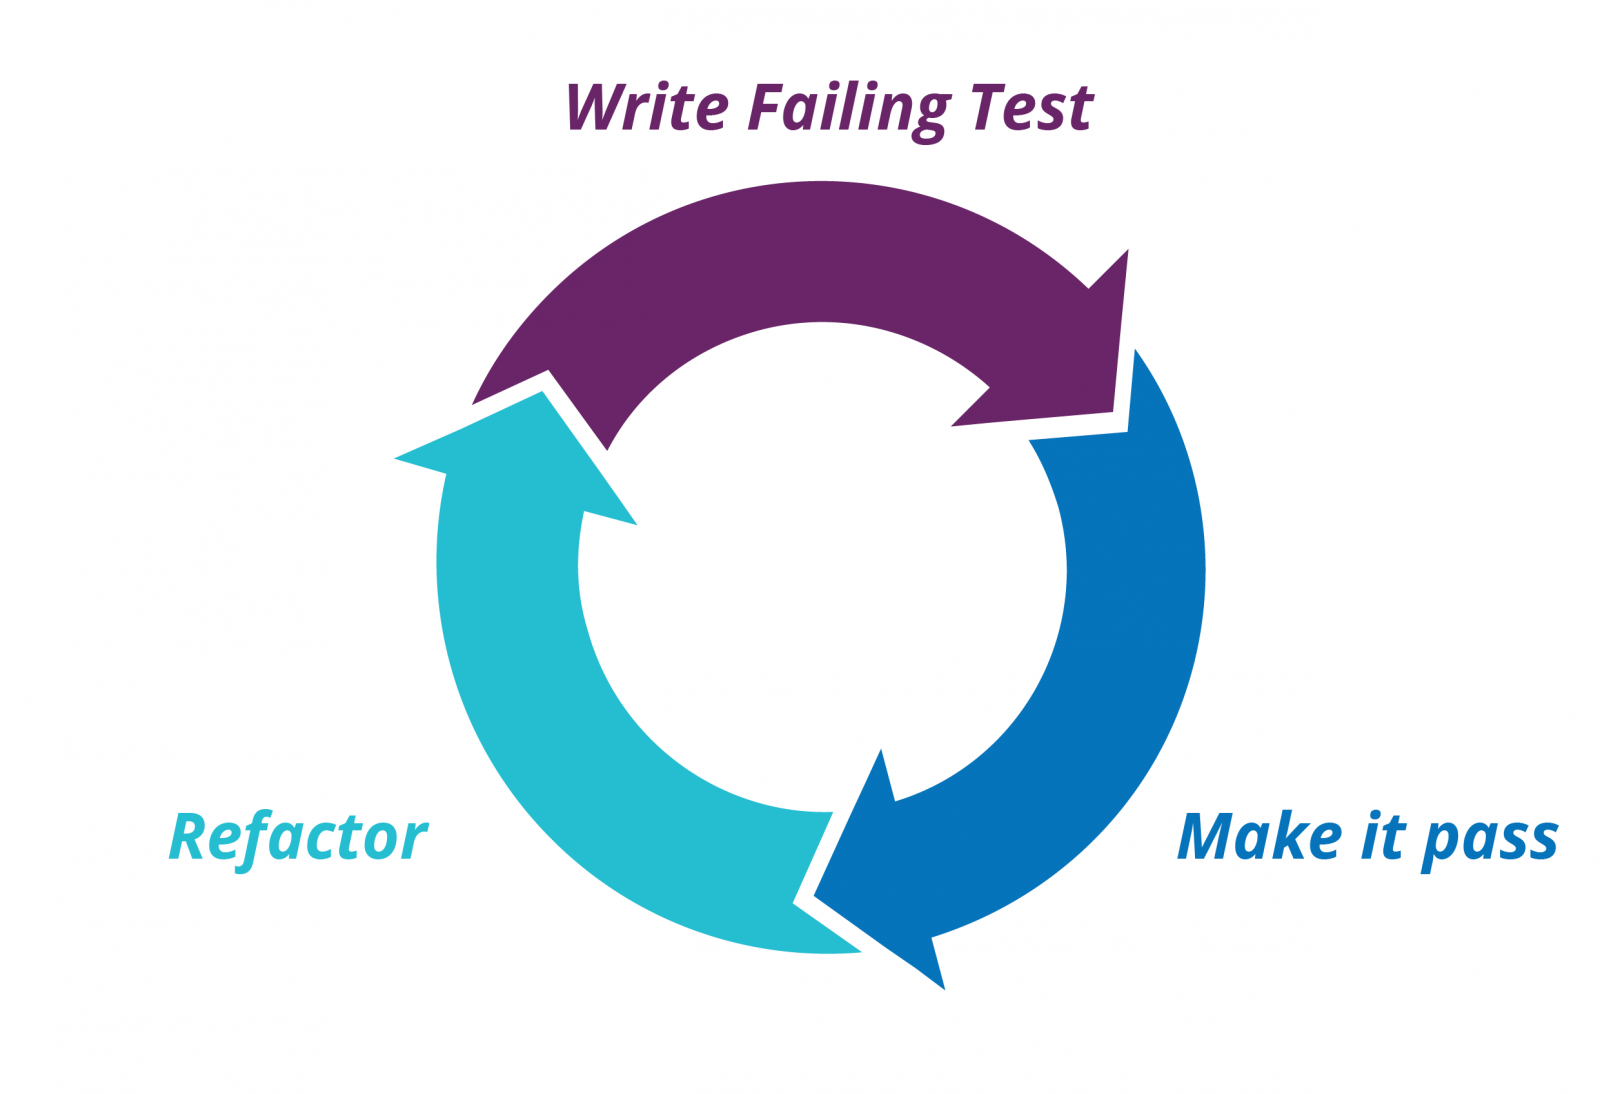 Write Failing Test
Refactor
Make it pass